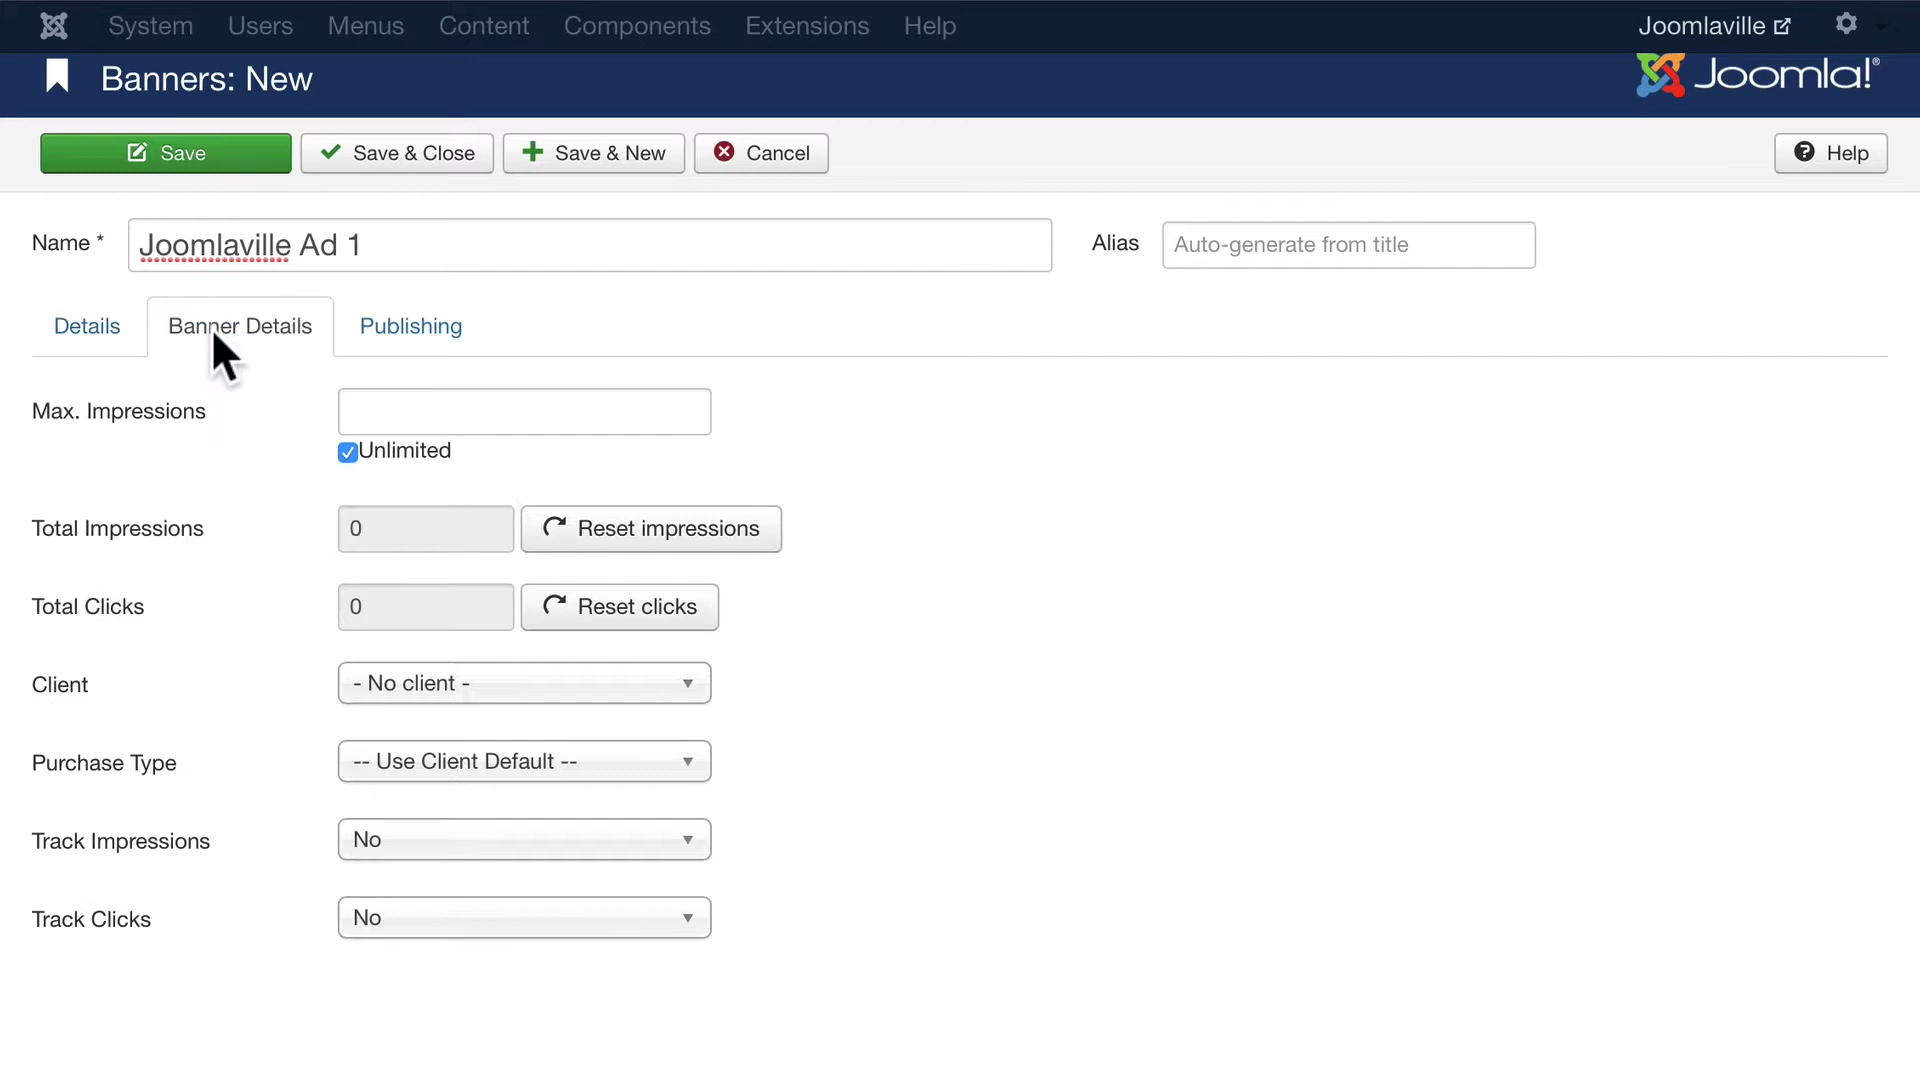 System Users Menus Content Components Extensions Help Joomlaville
Banners: New Joomla!®
Save Save & Close Save & New Cancel Help
Name * Joomlaville Ad 1 Alias Auto-generate from title
Details Banner Details Publishing
Max. Impressions
Unlimited
Total Impressions 0 Reset impressions
Total Clicks 0 Reset clicks
Client - No client -
Purchase Type -- Use Client Default --
Track Impressions No
Track Clicks No